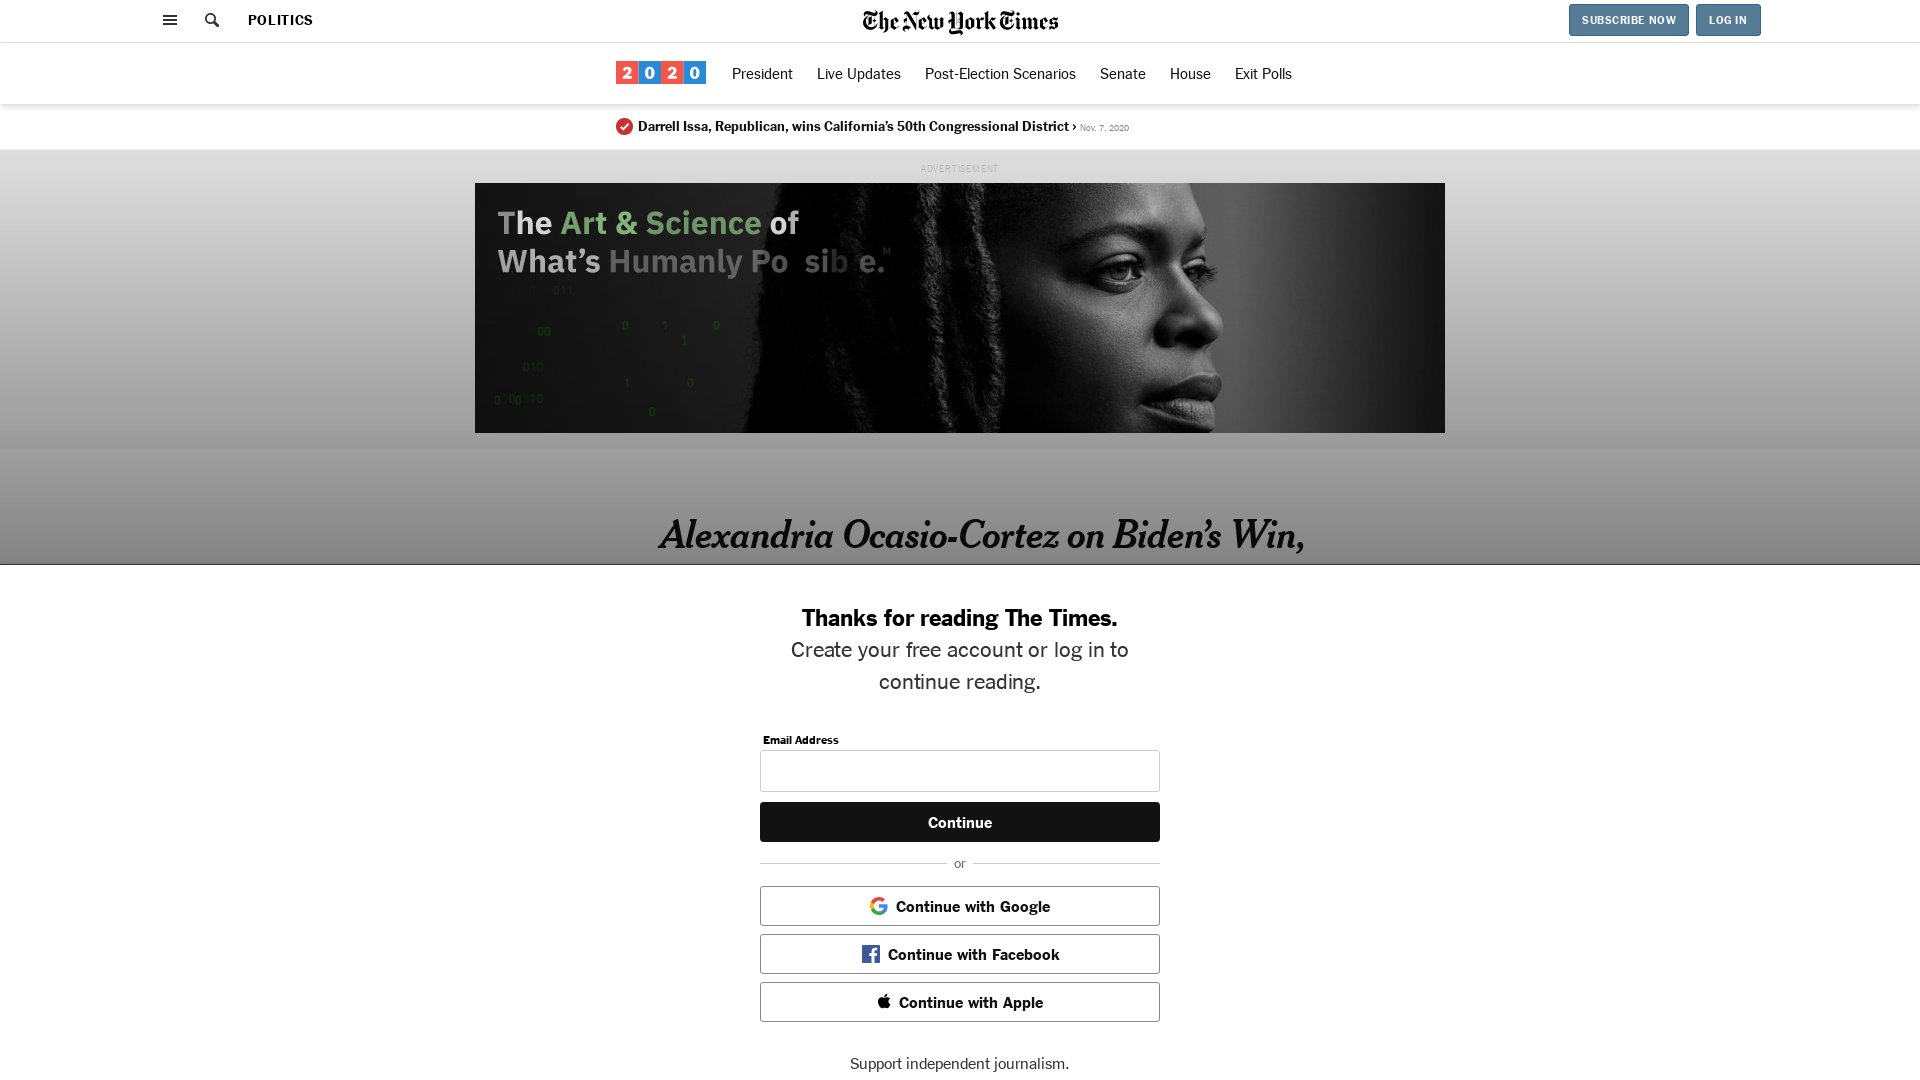 POLITICS
The New York Times
SUBSCRIBE NOW
LOG IN
2020
President
Live Updates
Post-Election Scenarios
Senate
House
Exit Polls
Darrell Issa, Republican, wins California’s 50th Congressional District › Nov. 7, 2020
ADVERTISEMENT
The Art & Science of
What’s Humanly Po sib e.
011
00
0 1 0
1
010
1 0
0 0 0 010
0
Alexandria Ocasio-Cortez on Biden’s Win,
Thanks for reading The Times.
Create your free account or log in to
continue reading.
Email Address
Continue
or
Continue with Google
Continue with Facebook
Continue with Apple
Support independent journalism.